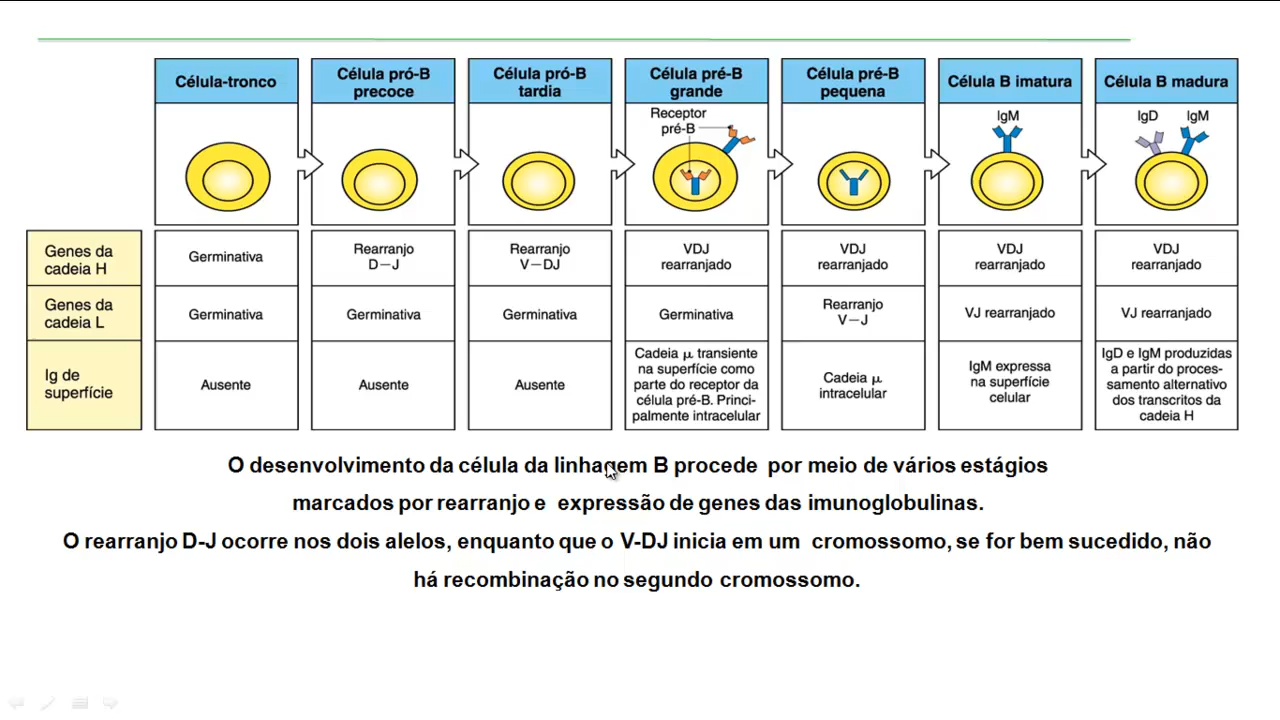 Célula-tronco
Célula pró-B
precoce
Célula pró-B
tardia
Célula pré-B
grande
Célula pré-B
pequena
Célula B imatura
Célula B madura
Receptor
pré-B
IgM
IgD
IgM
Genes da
cadeia H
Germinativa
Rearranjo
D–J
Rearranjo
V–DJ
VDJ
rearranjado
VDJ
rearranjado
VDJ
rearranjado
VDJ
rearranjado
Genes da
cadeia L
Germinativa
Germinativa
Germinativa
Germinativa
Rearranjo
V–J
VJ rearranjado
VJ rearranjado
Ig de
superfície
Ausente
Ausente
Ausente
Cadeia μ transiente
na superfície como
parte do receptor da
célula pré-B. Princi-
palmente intracelular
Cadeia μ
intracelular
IgM expressa
na superfície
celular
IgD e IgM produzidas
a partir do proces-
samento alternativo
dos transcritos da
cadeia H
O desenvolvimento da célula da linhagem B procede por meio de vários estágios
marcados por rearranjo e expressão de genes das imunoglobulinas.
O rearranjo D-J ocorre nos dois alelos, enquanto que o V-DJ inicia em um cromossomo, se for bem sucedido, não
há recombinação no segundo cromossomo.